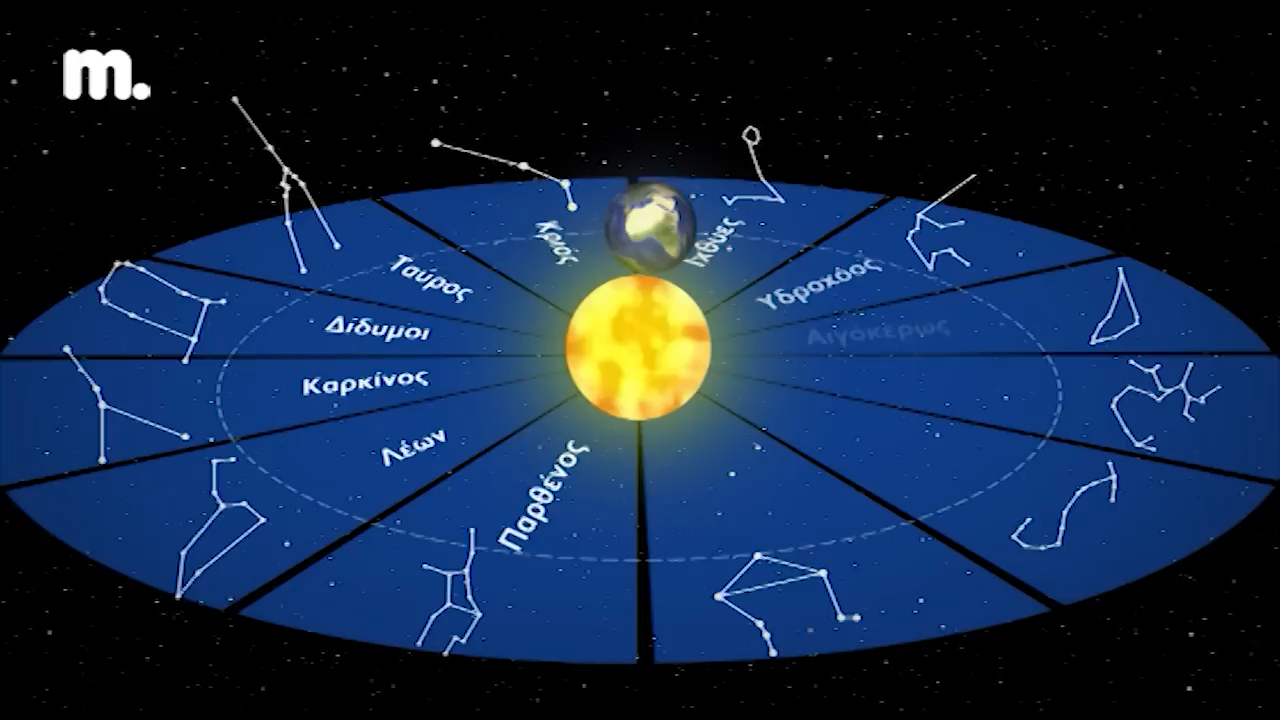 m.
Κριός
Ιχθύες
Ταύρος
Υδροχόος
Δίδυμοι
Αιγόκερως
Καρκίνος
Λέων
Παρθένος